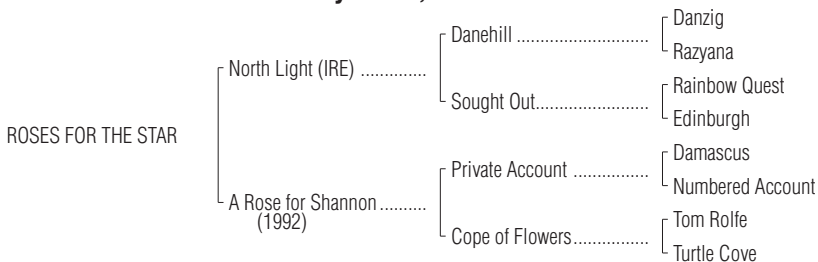 Danzig
Danehill ............................
Razyana
North Light (IRE) ..............
Rainbow Quest
Sought Out........................
Edinburgh
ROSES FOR THE STAR
Damascus
Private Account ................
Numbered Account
A Rose for Shannon ..........
(1992)
Tom Rolfe
Cope of Flowers................
Turtle Cove